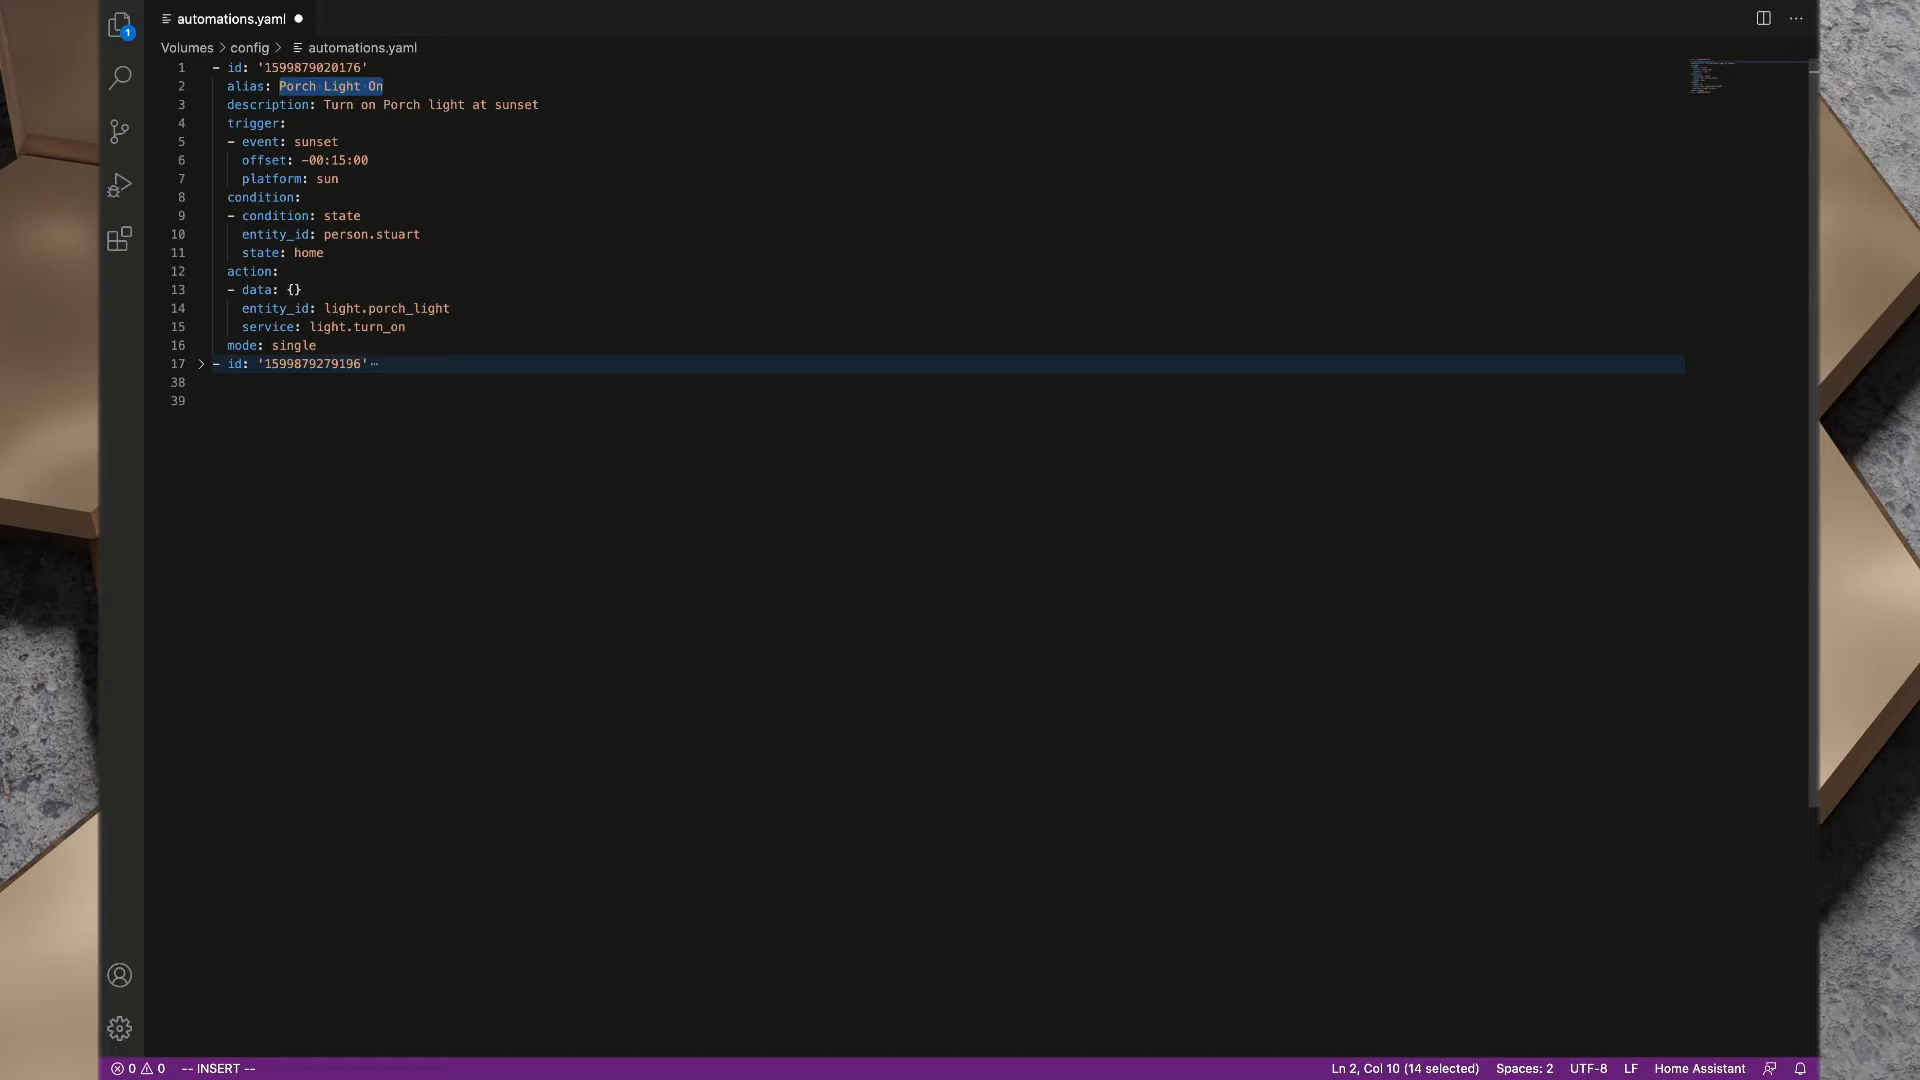 automations.yaml
Volumes > config > automations.yaml
1
1 - id: '1599879020176'
2 alias: Porch Light On
3 description: Turn on Porch light at sunset
4 trigger:
5 - event: sunset
6 offset: -00:15:00
7 platform: sun
8 condition:
9 - condition: state
10 entity_id: person.stuart
11 state: home
12 action:
13 - data: {}
14 entity_id: light.porch_light
15 service: light.turn_on
16 mode: single
17 - id: '1599879279196' ⋯
38
39
0 0 -- INSERT -- Ln 2, Col 10 (14 selected) Spaces: 2 UTF-8 LF Home Assistant